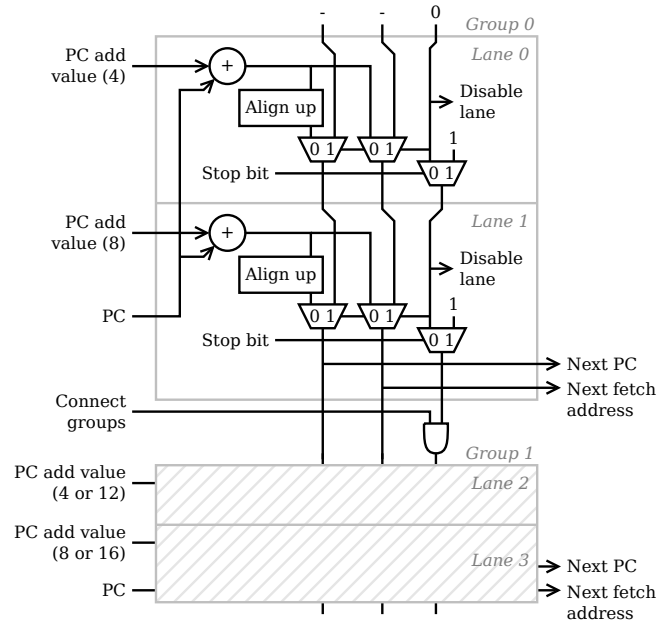 - - 0
Group 0
Lane 0
PC add
value (4)
+
Align up
Disable
lane
1
0 1 0 1
0 1
Stop bit
Lane 1
PC add
value (8)
+
Align up
Disable
lane
1
PC
0 1 0 1
0 1
Stop bit
Next PC
Next fetch
address
Connect
groups
Group 1
Lane 2
PC add value
(4 or 12)
PC add value
(8 or 16)
Lane 3
Next PC
PC
Next fetch
address